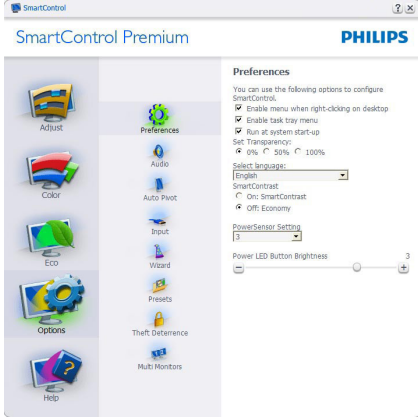 SmartControl
SmartControl Premium
PHILIPS
Adjust
Color
Eco
Options
Help
Preferences
Audio
Auto Pivot
Input
Wizard
Presets
Theft Deterrence
Multi Monitors
Preferences
You can use the following options to configure
SmartControl.
Enable menu when right-clicking on desktop
Enable task tray menu
Run at system start-up
Set Transparency:
0% 50% 100%
Select language:
English
SmartContrast
On: SmartContrast
Off: Economy
PowerSensor Setting
3
Power LED Button Brightness 3